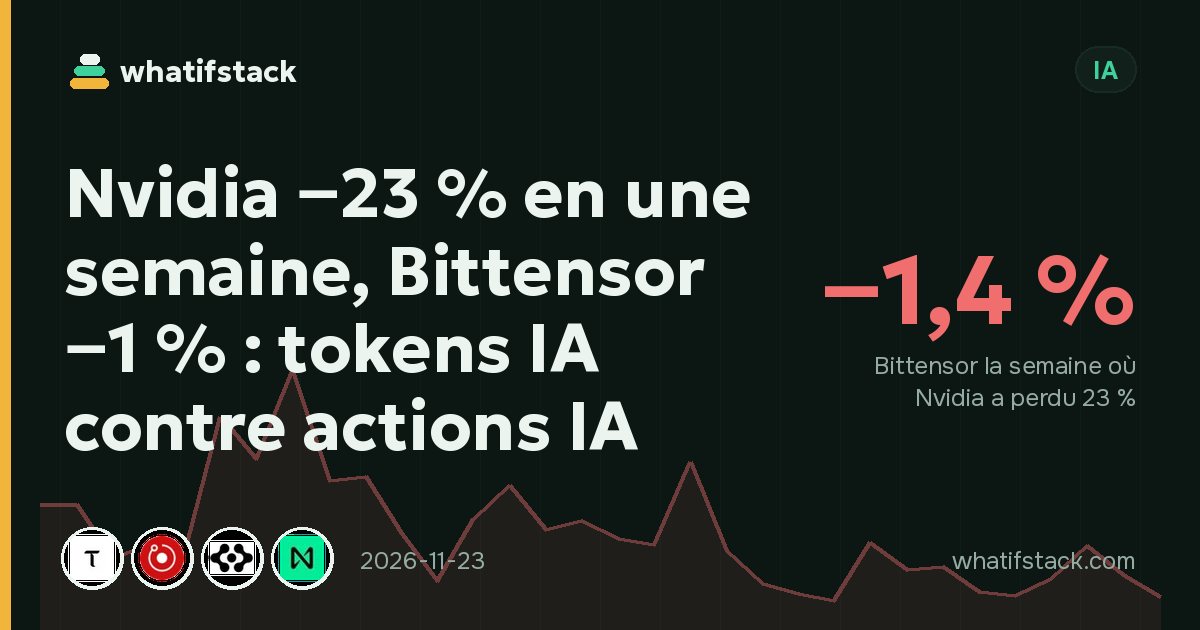 whatifstack
IA
Nvidia −23 % en une
semaine, Bittensor
−1 % : tokens IA
contre actions IA
−1,4 %
Bittensor la semaine où
Nvidia a perdu 23 %
τ
2026-11-23
whatifstack.com